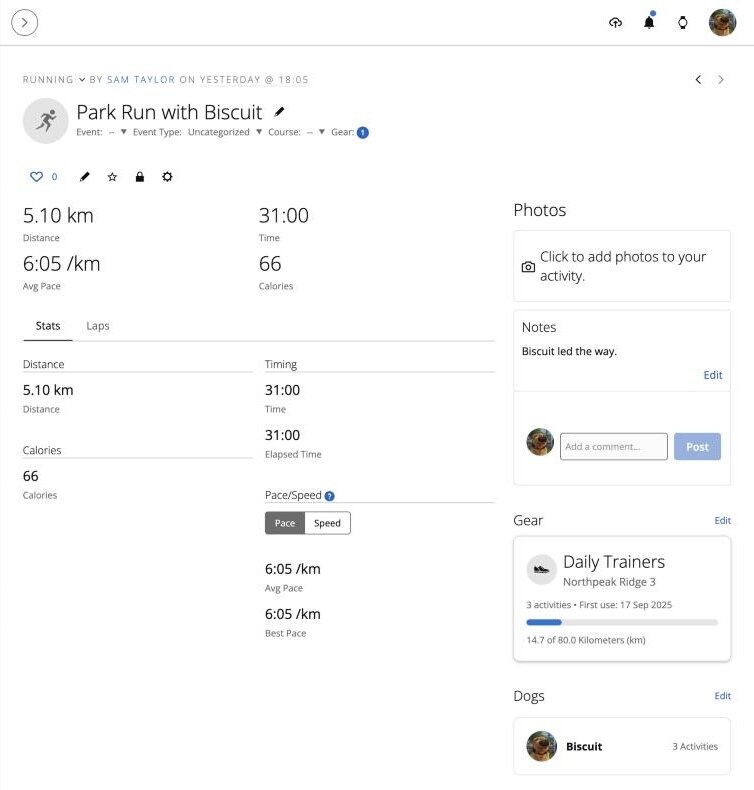 RUNNING BY SAM TAYLOR ON YESTERDAY @ 18:05
Park Run with Biscuit
Event: -- Event Type: Uncategorized Course: -- Gear: 1
0
5.10 km
Distance
31:00
Time
6:05 /km
Avg Pace
66
Calories
Stats Laps
Distance
5.10 km
Distance
Calories
66
Calories
Timing
31:00
Time
31:00
Elapsed Time
Pace/Speed ?
Pace Speed
6:05 /km
Avg Pace
6:05 /km
Best Pace
Photos
Click to add photos to your
activity.
Notes
Biscuit led the way.
Edit
Add a comment... Post
Gear Edit
Daily Trainers
Northpeak Ridge 3
3 activities • First use: 17 Sep 2025
14.7 of 80.0 Kilometers (km)
Dogs Edit
Biscuit 3 Activities